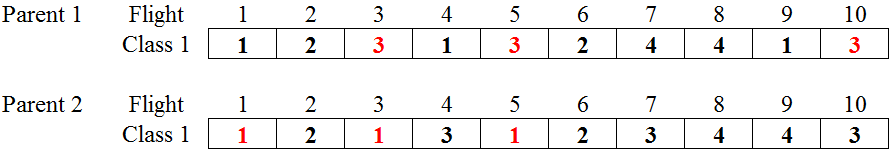 Parent 1 Flight 1 2 3 4 5 6 7 8 9 10
Class 1 1 2 3 1 3 2 4 4 1 3
Parent 2 Flight 1 2 3 4 5 6 7 8 9 10
Class 1 1 2 1 3 1 2 3 4 4 3